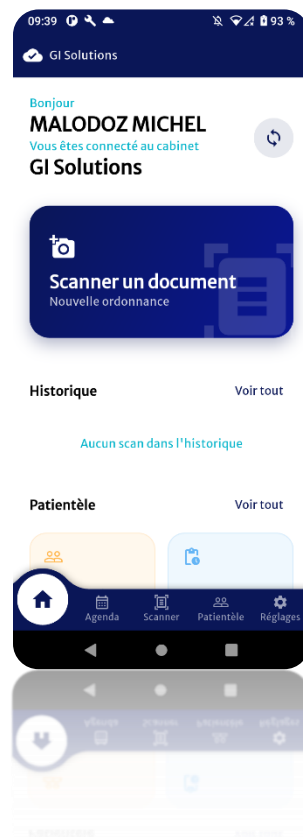 09:39
93 %
GI Solutions
Bonjour
MALODOZ MICHEL
Vous êtes connecté au cabinet
GI Solutions
Scanner un document
Nouvelle ordonnance
Historique Voir tout
Aucun scan dans l'historique
Patientèle Voir tout
Agenda Scanner Patientèle Réglages